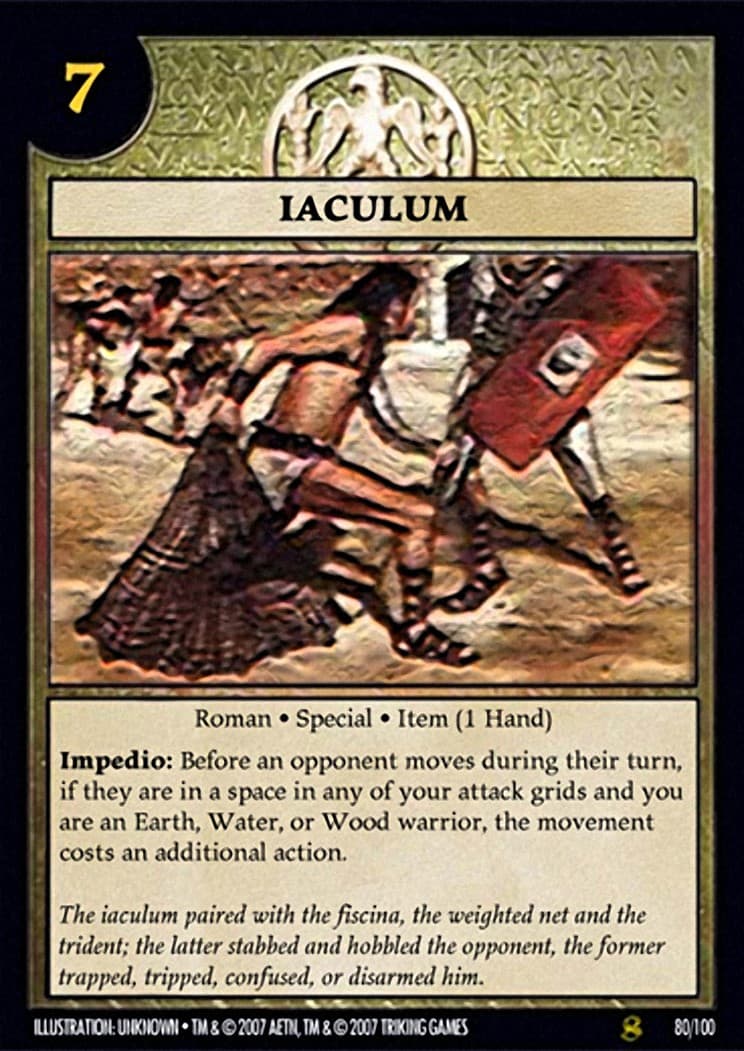 7
IACULUM
Roman • Special • Item (1 Hand)
Impedio: Before an opponent moves during their turn,
if they are in a space in any of your attack grids and you
are an Earth, Water, or Wood warrior, the movement
costs an additional action.
The iaculum paired with the fiscina, the weighted net and the
trident; the latter stabbed and hobbled the opponent, the former
trapped, tripped, confused, or disarmed him.
ILLUSTRATION: UNKNOWN • TM & © 2007 AETN, TM & © 2007 TRIKING GAMES
80/100